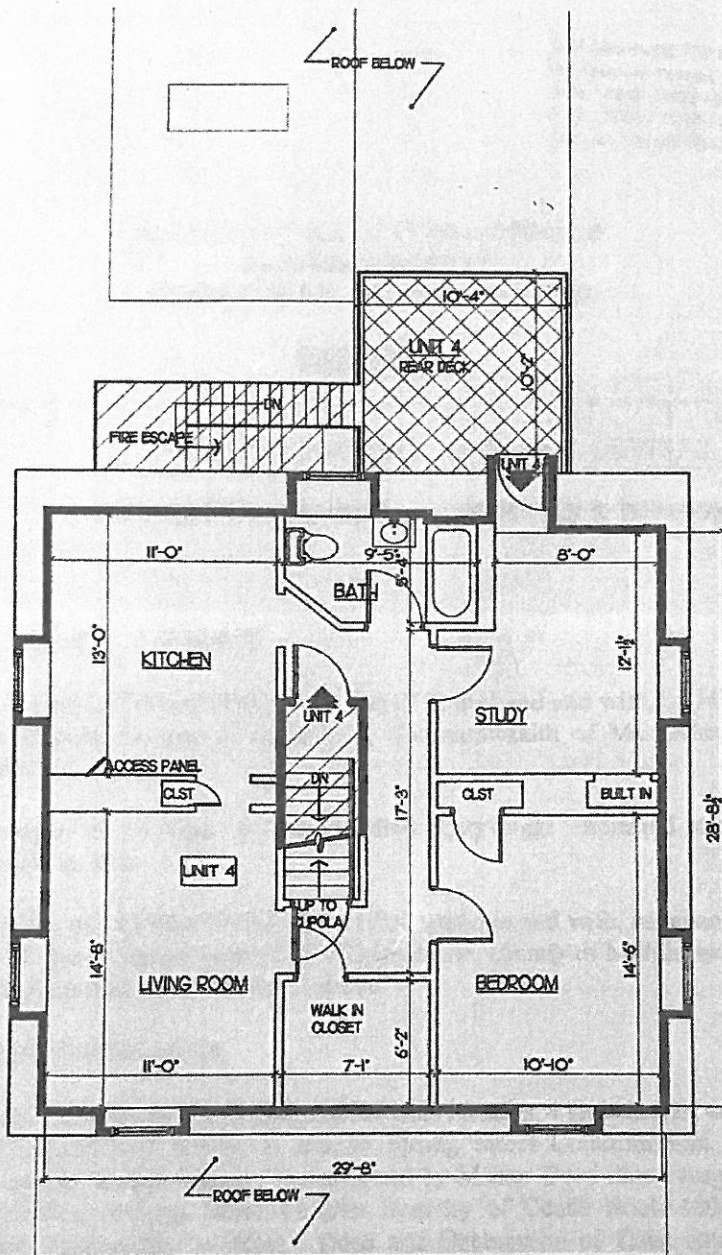 ROOF BELOW
10'-4"
UNIT 4
REAR DECK
10'-2"
DN
FIRE ESCAPE
UNIT 4
11'-0"
9'-5"
5'-4"
8'-0"
BATH
13'-0"
KITCHEN
12'-1½"
UNIT 4
STUDY
ACCESS PANEL
DN
CLST
CLST
BUILT IN
17'-3"
28'-8½"
UNIT 4
UP TO
CUPOLA
14'-8"
14'-6"
LIVING ROOM
BEDROOM
WALK IN
CLOSET
6'-2"
11'-0"
7'-1"
10'-10"
29'-8"
ROOF BELOW